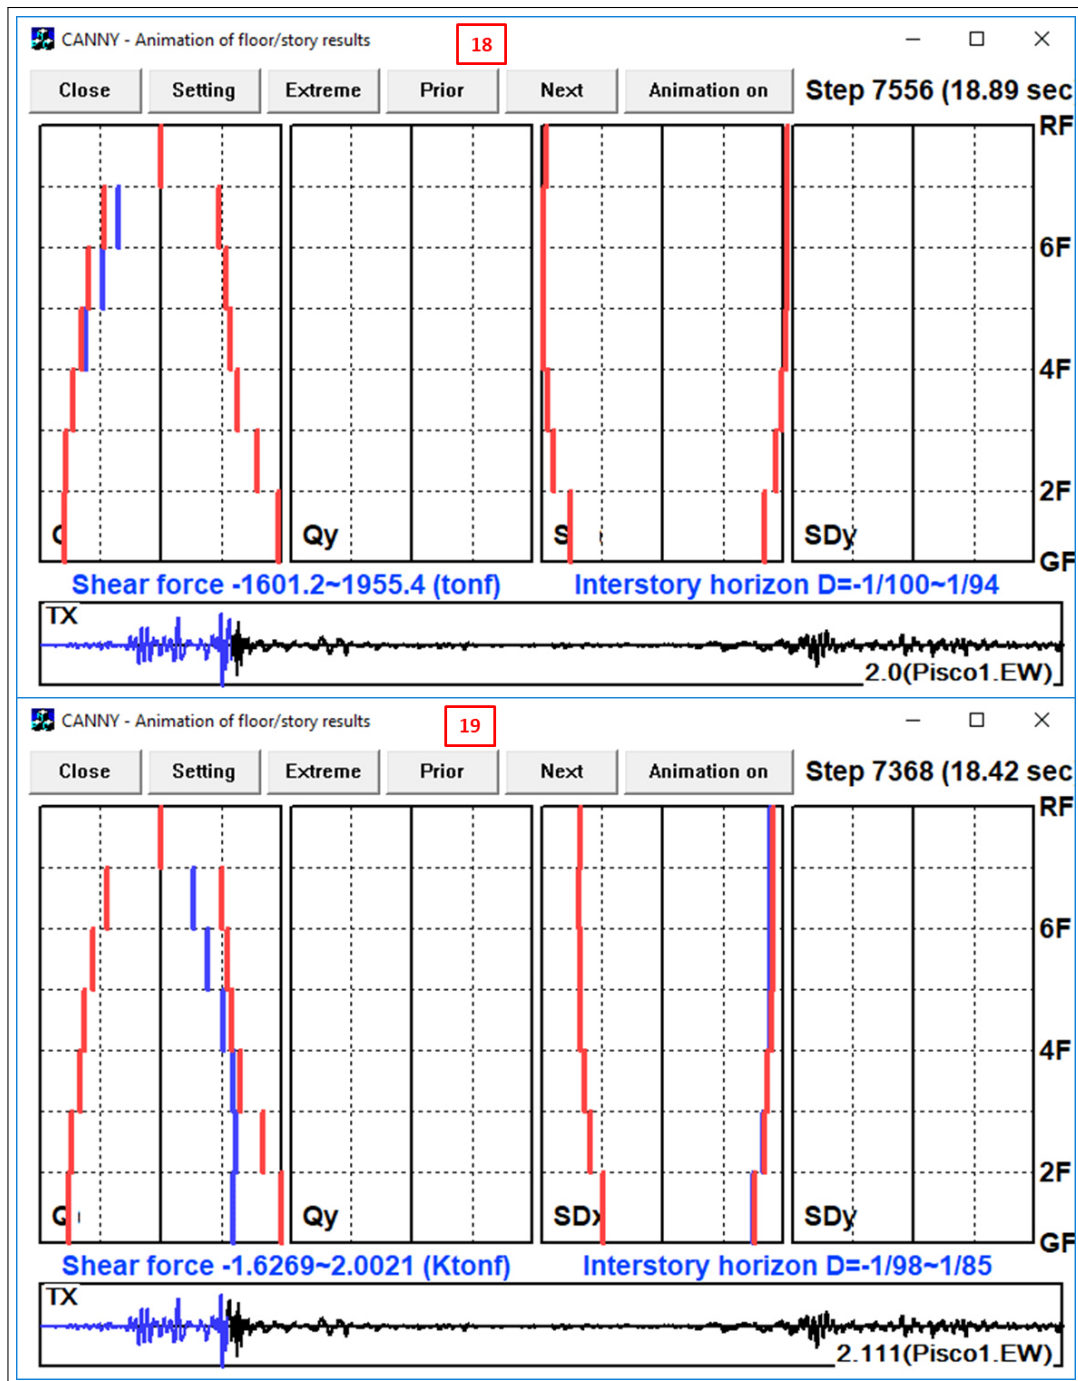 CANNY - Animation of floor/story results
18
Close Setting Extreme Prior Next Animation on Step 7556 (18.89 sec
RF
6F
4F
2F
Qy SDy
GF
Shear force -1601.2~1955.4 (tonf) Interstory horizon D=-1/100~1/94
TX
2.0(Pisco1.EW)
CANNY - Animation of floor/story results
19
Close Setting Extreme Prior Next Animation on Step 7368 (18.42 sec
RF
6F
4F
2F
Q Qy SDx SDy
GF
Shear force -1.6269~2.0021 (Ktonf) Interstory horizon D=-1/98~1/85
TX
2.111(Pisco1.EW)